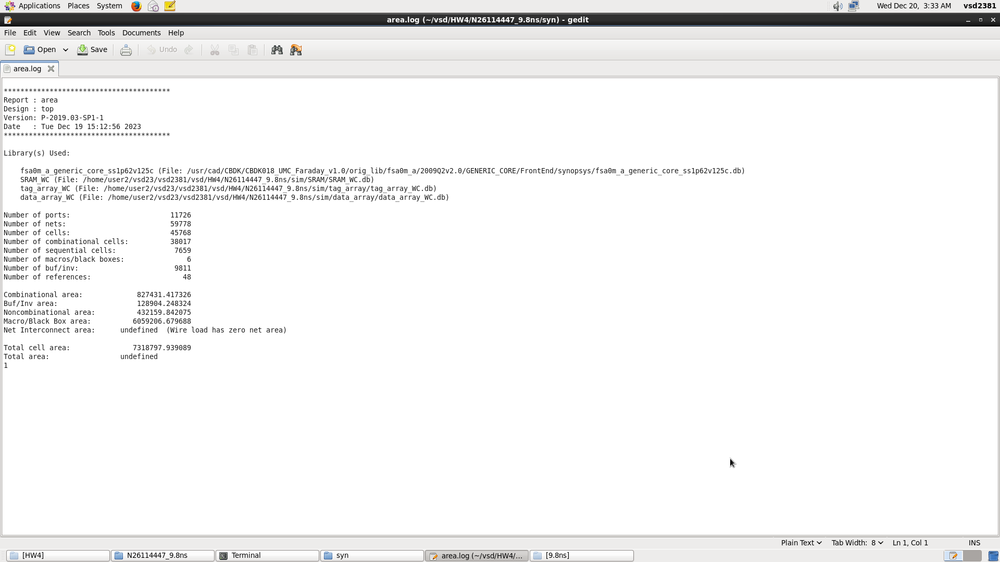 Applications Places System Wed Dec 20, 3:33 AM vsd2381
area.log (~/vsd/HW4/N26114447_9.8ns/syn) - gedit
File Edit View Search Tools Documents Help
Open Save Undo
area.log
****************************************
Report : area
Design : top
Version: P-2019.03-SP1-1
Date   : Tue Dec 19 15:12:56 2023
****************************************
Library(s) Used:
fsa0m_a_generic_core_ss1p62v125c (File: /usr/cad/CBDK/CBDK018_UMC_Faraday_v1.0/orig_lib/fsa0m_a/2009Q2v2.0/GENERIC_CORE/FrontEnd/synopsys/fsa0m_a_generic_core_ss1p62v125c.db)
SRAM_WC (File: /home/user2/vsd23/vsd2381/vsd/HW4/N26114447_9.8ns/sim/SRAM/SRAM_WC.db)
tag_array_WC (File: /home/user2/vsd23/vsd2381/vsd/HW4/N26114447_9.8ns/sim/tag_array/tag_array_WC.db)
data_array_WC (File: /home/user2/vsd23/vsd2381/vsd/HW4/N26114447_9.8ns/sim/data_array/data_array_WC.db)
Number of ports: 11726
Number of nets: 59778
Number of cells: 45768
Number of combinational cells: 38017
Number of sequential cells: 7659
Number of macros/black boxes: 6
Number of buf/inv: 9811
Number of references: 48
Combinational area: 827431.417326
Buf/Inv area: 128904.248324
Noncombinational area: 432159.842075
Macro/Black Box area: 6059206.679688
Net Interconnect area: undefined (Wire load has zero net area)
Total cell area: 7318797.939089
Total area: undefined
1
Plain Text Tab Width: 8 Ln 1, Col 1 INS
[HW4] N26114447_9.8ns Terminal syn area.log (~/vsd/HW4/... [9.8ns]